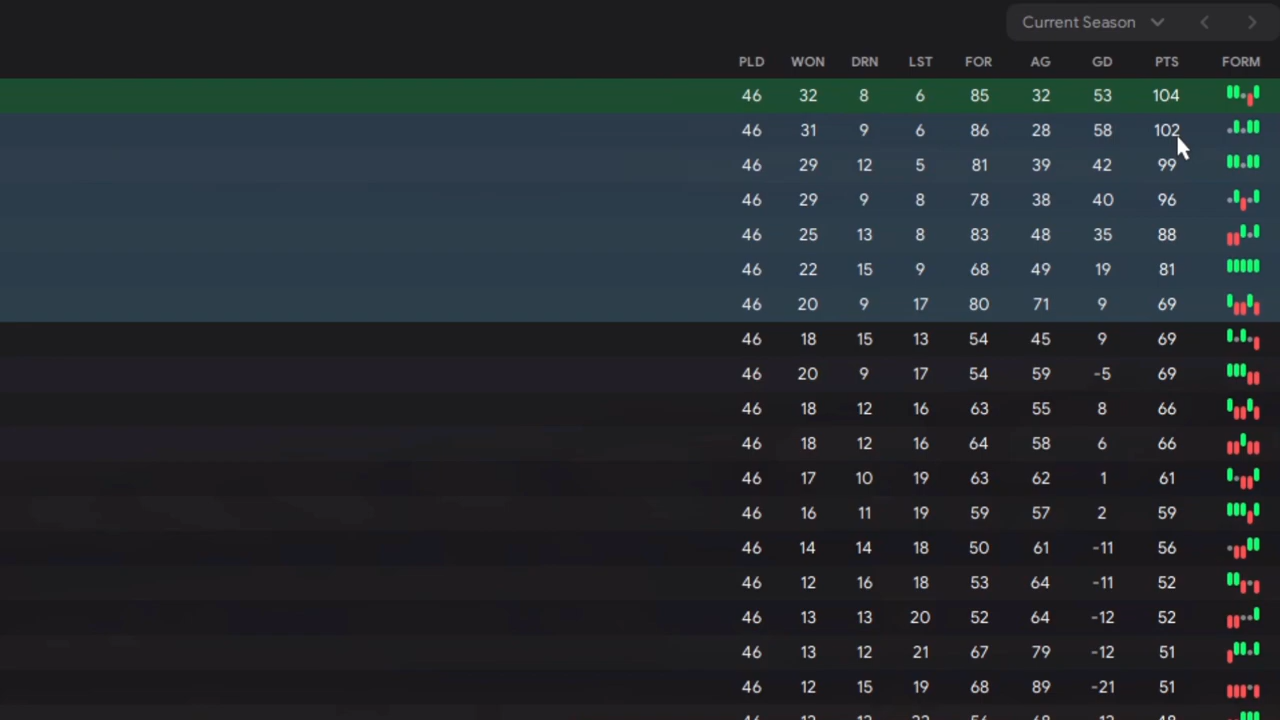 Current Season
PLD WON DRN LST FOR AG GD PTS FORM
46 32 8 6 85 32 53 104
46 31 9 6 86 28 58 102
46 29 12 5 81 39 42 99
46 29 9 8 78 38 40 96
46 25 13 8 83 48 35 88
46 22 15 9 68 49 19 81
46 20 9 17 80 71 9 69
46 18 15 13 54 45 9 69
46 20 9 17 54 59 -5 69
46 18 12 16 63 55 8 66
46 18 12 16 64 58 6 66
46 17 10 19 63 62 1 61
46 16 11 19 59 57 2 59
46 14 14 18 50 61 -11 56
46 12 16 18 53 64 -11 52
46 13 13 20 52 64 -12 52
46 13 12 21 67 79 -12 51
46 12 15 19 68 89 -21 51